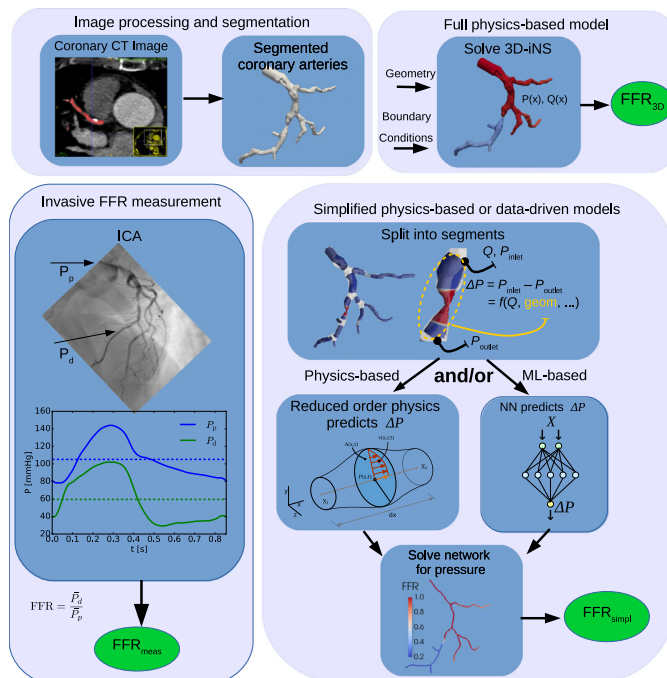 Image processing and segmentation
Coronary CT Image
Segmented
coronary arteries
Full physics-based model
Solve 3D-iNS
Geometry
P(x), Q(x)
Boundary
Conditions
FFR3D
Invasive FFR measurement
ICA
Pp
Pd
160
140
120
100
80
60
40
20
P [mmHg]
Pp
Pd
0.0 0.1 0.2 0.3 0.4 0.5 0.6 0.7 0.8
t [s]
FFR = P̄d / P̄p
FFRmeas
Simplified physics-based or data-driven models
Split into segments
Q, Pinlet
ΔP = Pinlet − Poutlet
= f(Q, geom, ...)
Poutlet
Physics-based
and/or
ML-based
Reduced order physics
predicts ΔP
A(x,t)
P(x,t)
X1
X2
y
x
z
dx
NN predicts ΔP
X
ΔP
Solve network
for pressure
FFR
1.0
0.8
0.6
0.4
0.2
FFRsimpl